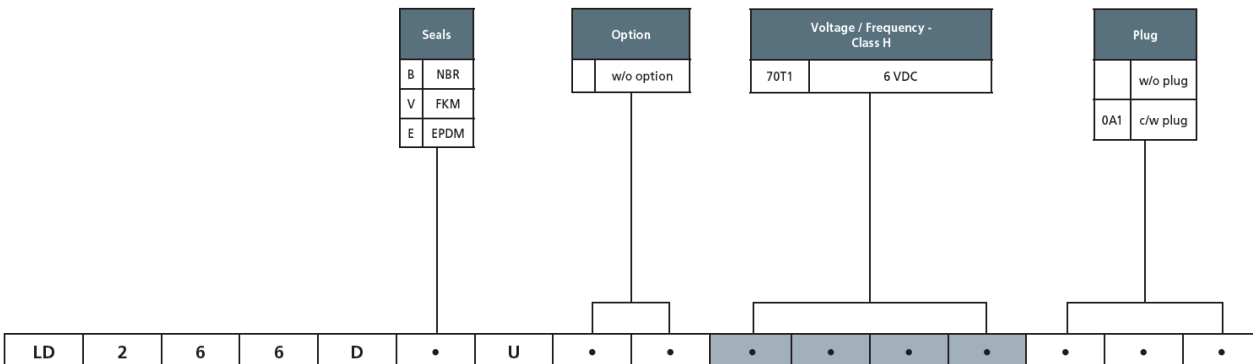 Seals
B NBR
V FKM
E EPDM
Option
w/o option
Voltage / Frequency -
Class H
70T1 6 VDC
Plug
w/o plug
0A1 c/w plug
LD 2 6 6 D • U • • • • • • • • •